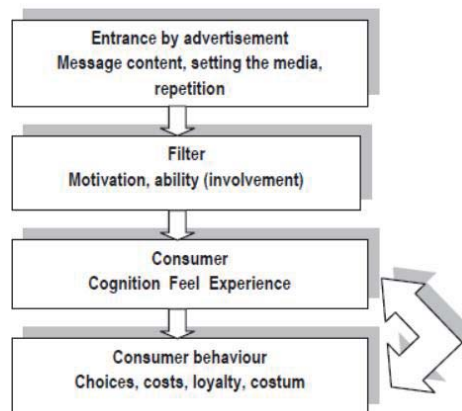 Entrance by advertisement
Message content, setting the media,
repetition
Filter
Motivation, ability (involvement)
Consumer
Cognition Feel Experience
Consumer behaviour
Choices, costs, loyalty, costum